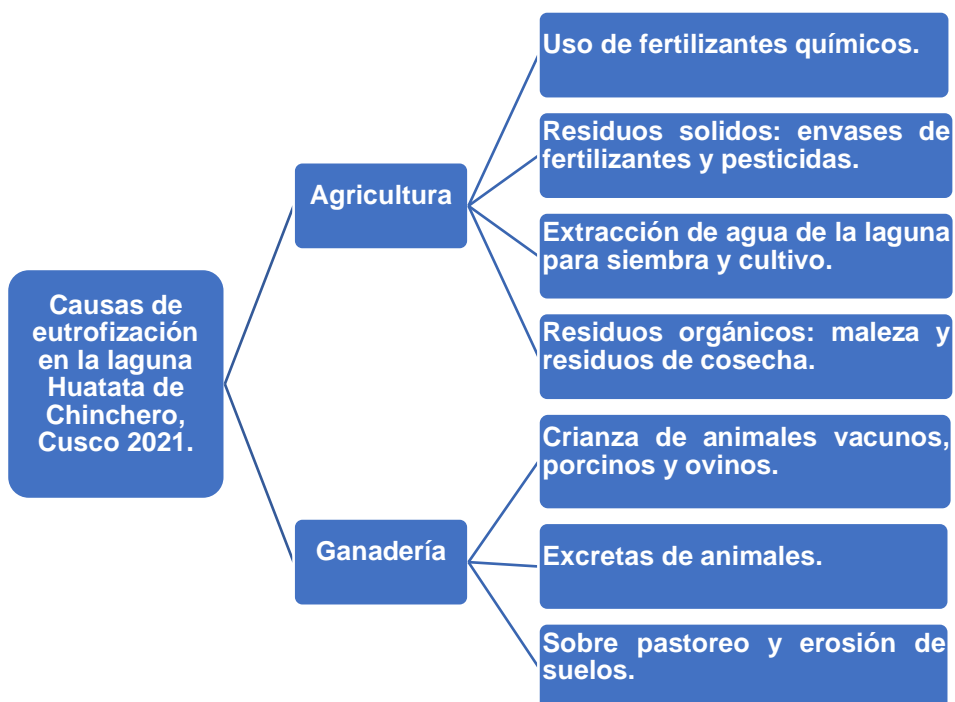 Causas de
eutrofización
en la laguna
Huatata de
Chinchero,
Cusco 2021.
Agricultura
Uso de fertilizantes químicos.
Residuos solidos: envases de
fertilizantes y pesticidas.
Extracción de agua de la laguna
para siembra y cultivo.
Residuos orgánicos: maleza y
residuos de cosecha.
Ganadería
Crianza de animales vacunos,
porcinos y ovinos.
Excretas de animales.
Sobre pastoreo y erosión de
suelos.